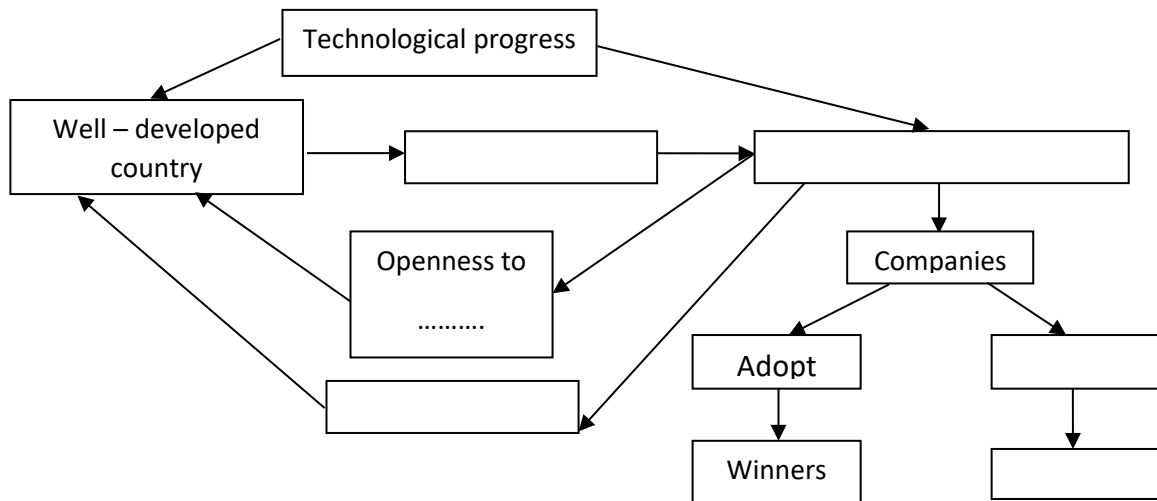 Technological progress
Well – developed
country
Openness to
……….
Companies
Adopt
Winners